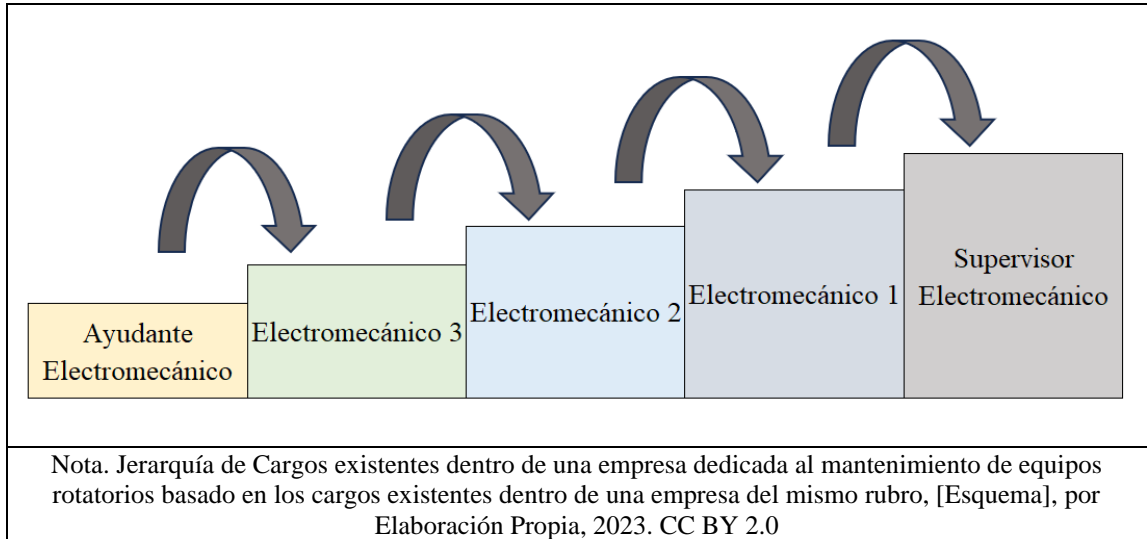 Ayudante
Electromecánico
Electromecánico 3
Electromecánico 2
Electromecánico 1
Supervisor
Electromecánico
Nota. Jerarquía de Cargos existentes dentro de una empresa dedicada al mantenimiento de equipos
rotatorios basado en los cargos existentes dentro de una empresa del mismo rubro, [Esquema], por
Elaboración Propia, 2023. CC BY 2.0